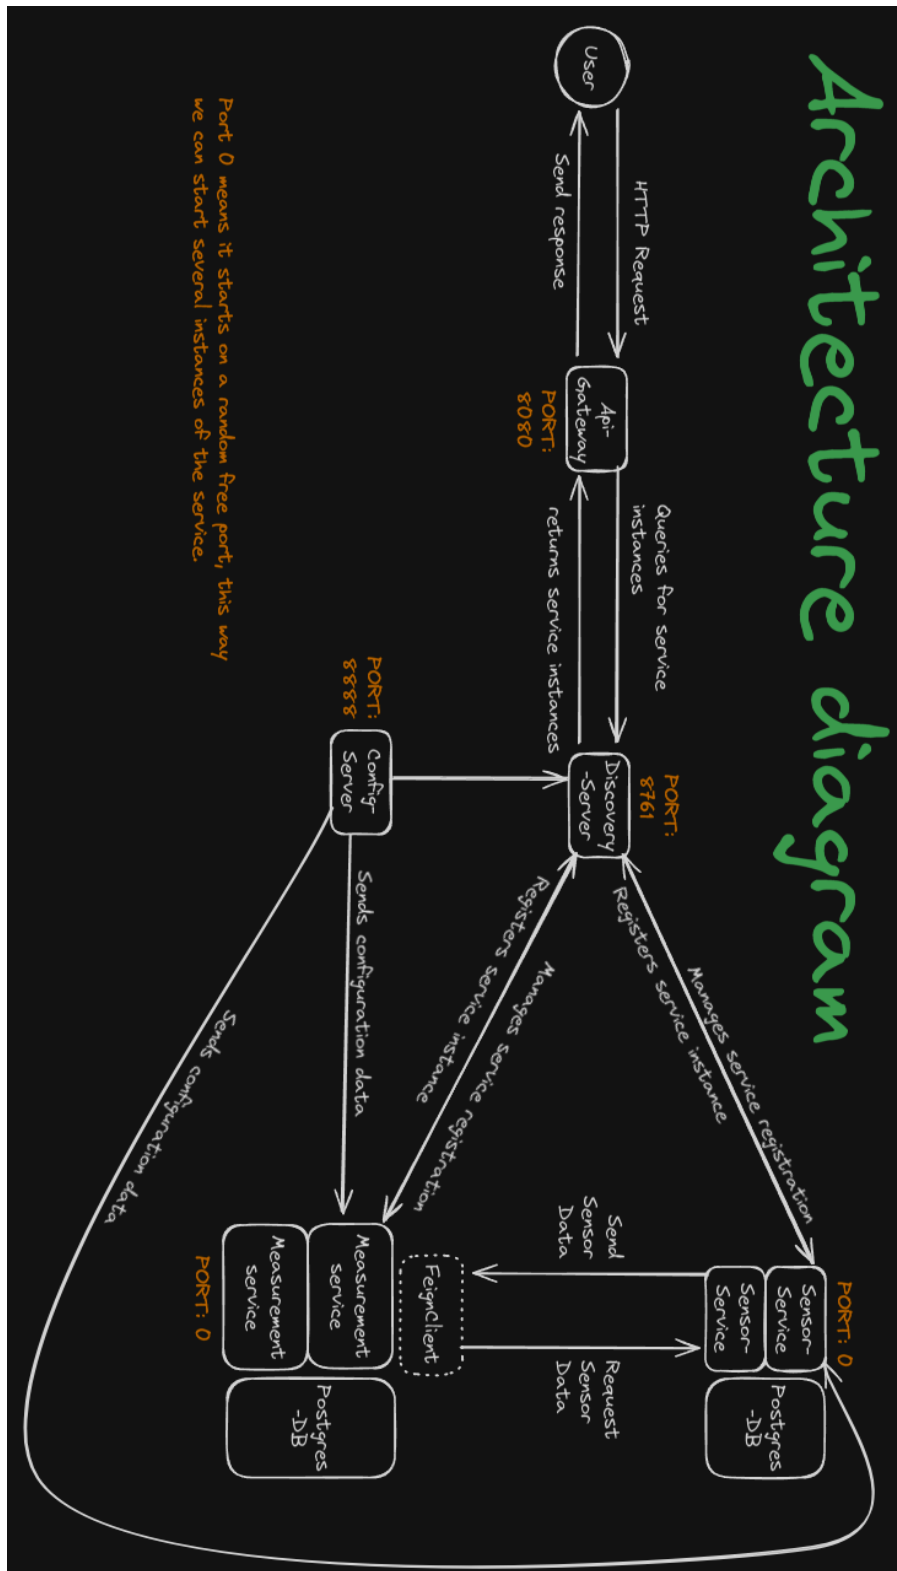 Architecture diagram
User
HTTP Request
Send response
Api-
Gateway
PORT:
8080
Queries for service
instances
returns service instances
PORT:
8761
Discovery
-Server
PORT:
8888
Config-
Server
Manages service registration
Registers service instance
Manages service registration
Registers service instance
Sends configuration data
Sends configuration data
PORT: 0
Sensor-
Service
Sensor-
Service
Postgres
-DB
Send
Sensor
Data
Request
Sensor
Data
FeignClient
Measurement
service
Measurement
service
PORT: 0
Postgres
-DB
Port 0 means it starts on a random free port, this way
we can start several instances of the service.